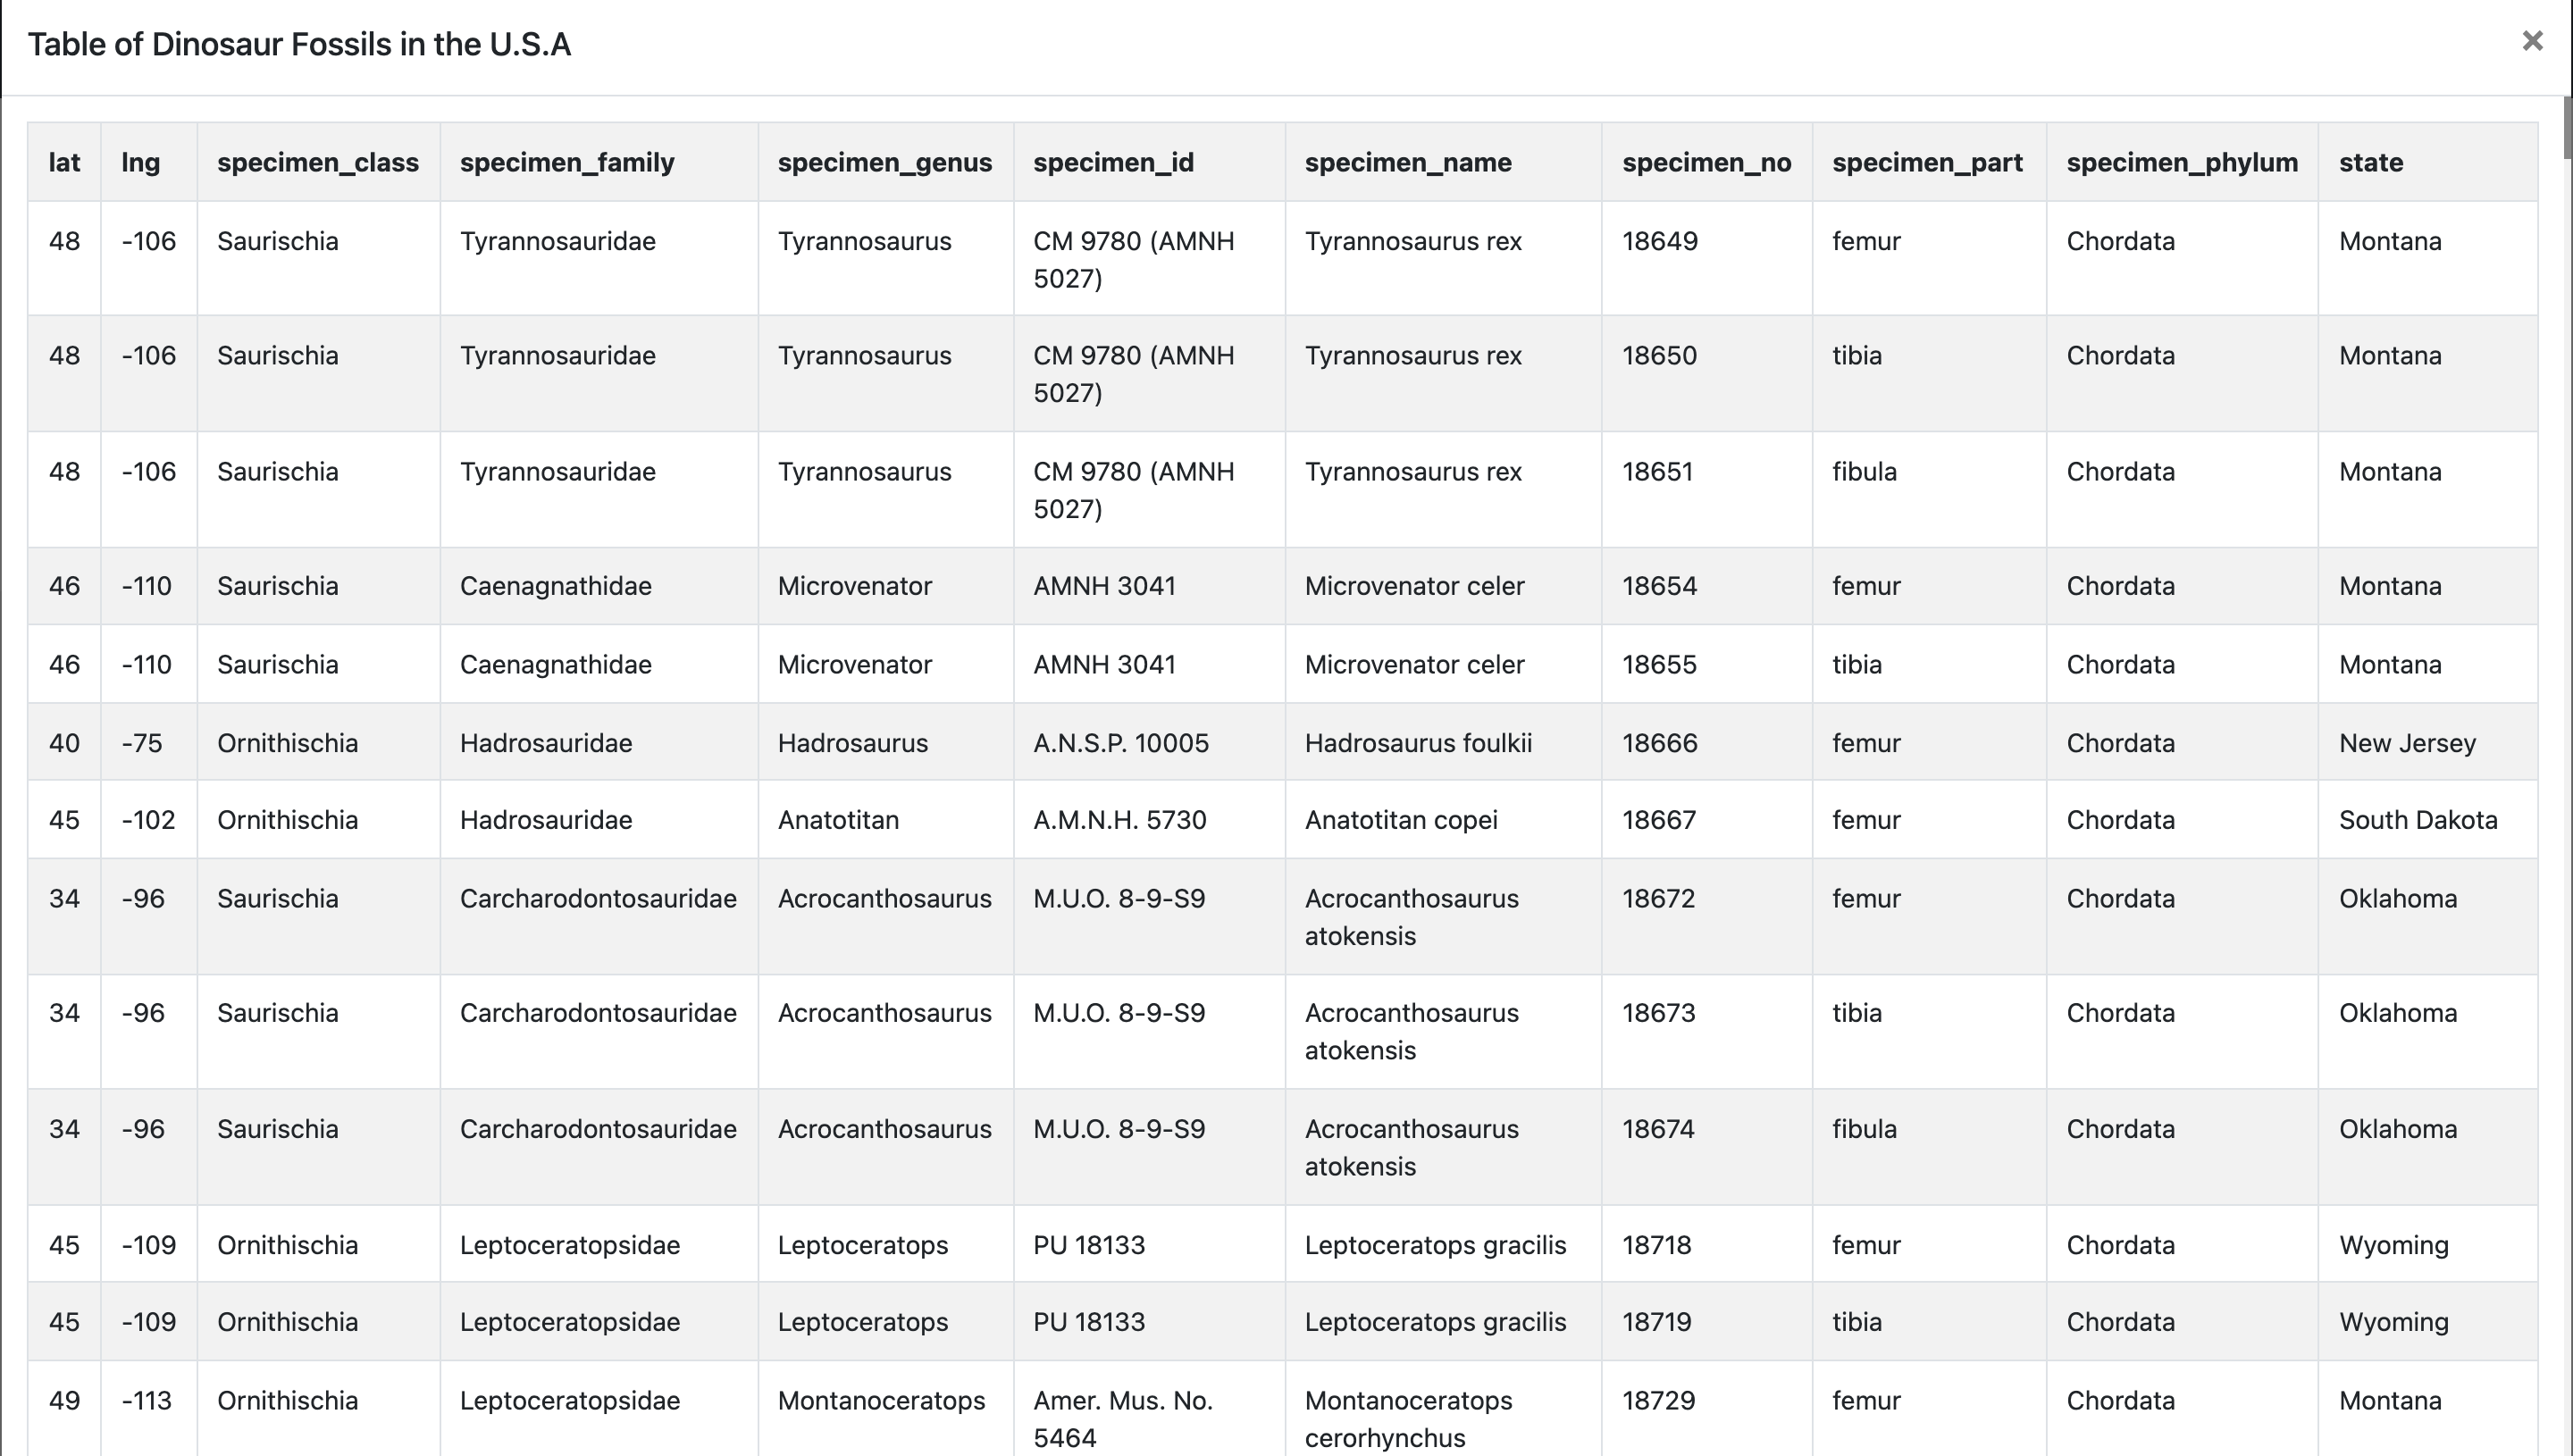 Table of Dinosaur Fossils in the U.S.A ×
lat lng specimen_class specimen_family specimen_genus specimen_id specimen_name specimen_no specimen_part specimen_phylum state
48 -106 Saurischia Tyrannosauridae Tyrannosaurus CM 9780 (AMNH 5027) Tyrannosaurus rex 18649 femur Chordata Montana
48 -106 Saurischia Tyrannosauridae Tyrannosaurus CM 9780 (AMNH 5027) Tyrannosaurus rex 18650 tibia Chordata Montana
48 -106 Saurischia Tyrannosauridae Tyrannosaurus CM 9780 (AMNH 5027) Tyrannosaurus rex 18651 fibula Chordata Montana
46 -110 Saurischia Caenagnathidae Microvenator AMNH 3041 Microvenator celer 18654 femur Chordata Montana
46 -110 Saurischia Caenagnathidae Microvenator AMNH 3041 Microvenator celer 18655 tibia Chordata Montana
40 -75 Ornithischia Hadrosauridae Hadrosaurus A.N.S.P. 10005 Hadrosaurus foulkii 18666 femur Chordata New Jersey
45 -102 Ornithischia Hadrosauridae Anatotitan A.M.N.H. 5730 Anatotitan copei 18667 femur Chordata South Dakota
34 -96 Saurischia Carcharodontosauridae Acrocanthosaurus M.U.O. 8-9-S9 Acrocanthosaurus atokensis 18672 femur Chordata Oklahoma
34 -96 Saurischia Carcharodontosauridae Acrocanthosaurus M.U.O. 8-9-S9 Acrocanthosaurus atokensis 18673 tibia Chordata Oklahoma
34 -96 Saurischia Carcharodontosauridae Acrocanthosaurus M.U.O. 8-9-S9 Acrocanthosaurus atokensis 18674 fibula Chordata Oklahoma
45 -109 Ornithischia Leptoceratopsidae Leptoceratops PU 18133 Leptoceratops gracilis 18718 femur Chordata Wyoming
45 -109 Ornithischia Leptoceratopsidae Leptoceratops PU 18133 Leptoceratops gracilis 18719 tibia Chordata Wyoming
49 -113 Ornithischia Leptoceratopsidae Montanoceratops Amer. Mus. No. 5464 Montanoceratops cerorhynchus 18729 femur Chordata Montana